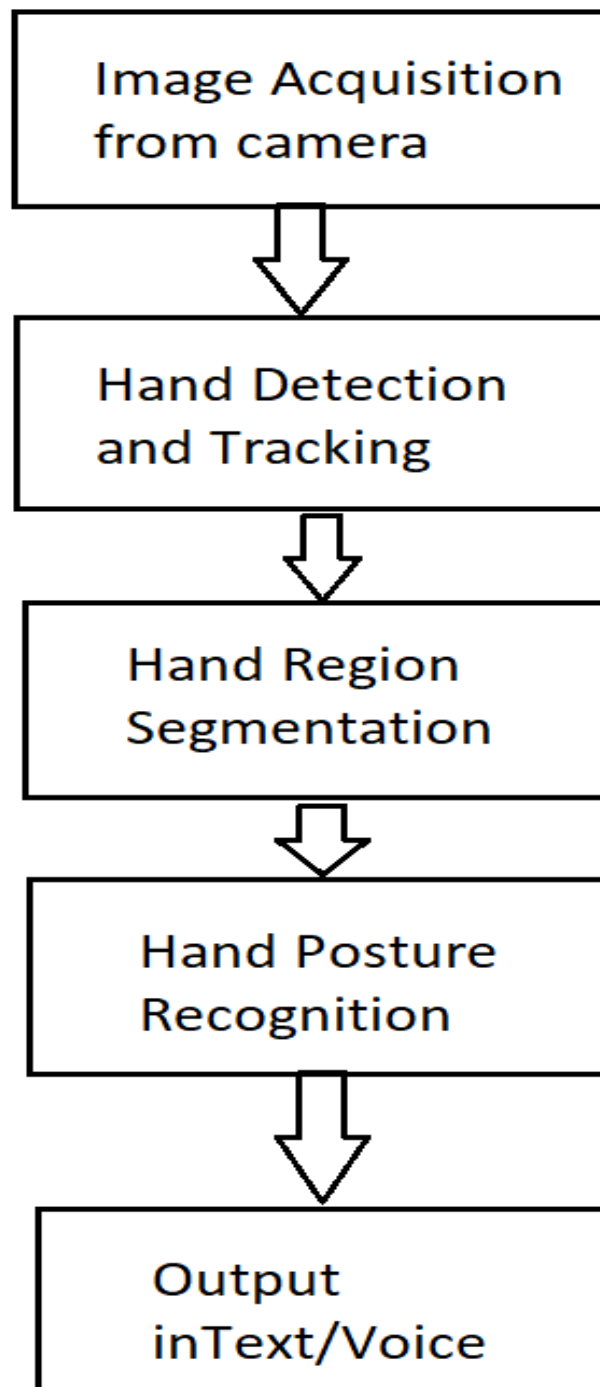 Image Acquisition
from camera
Hand Detection
and Tracking
Hand Region
Segmentation
Hand Posture
Recognition
Output
inText/Voice